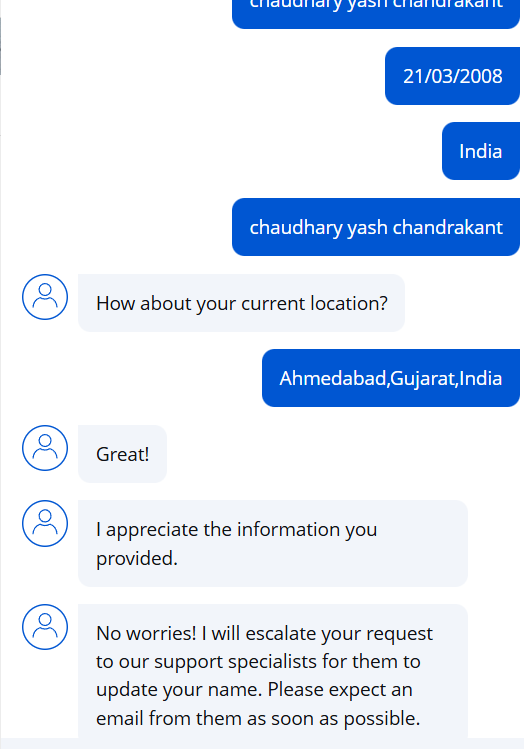 chaudhary yash chandrakant
21/03/2008
India
chaudhary yash chandrakant
How about your current location?
Ahmedabad,Gujarat,India
Great!
I appreciate the information you
provided.
No worries! I will escalate your request
to our support specialists for them to
update your name. Please expect an
email from them as soon as possible.